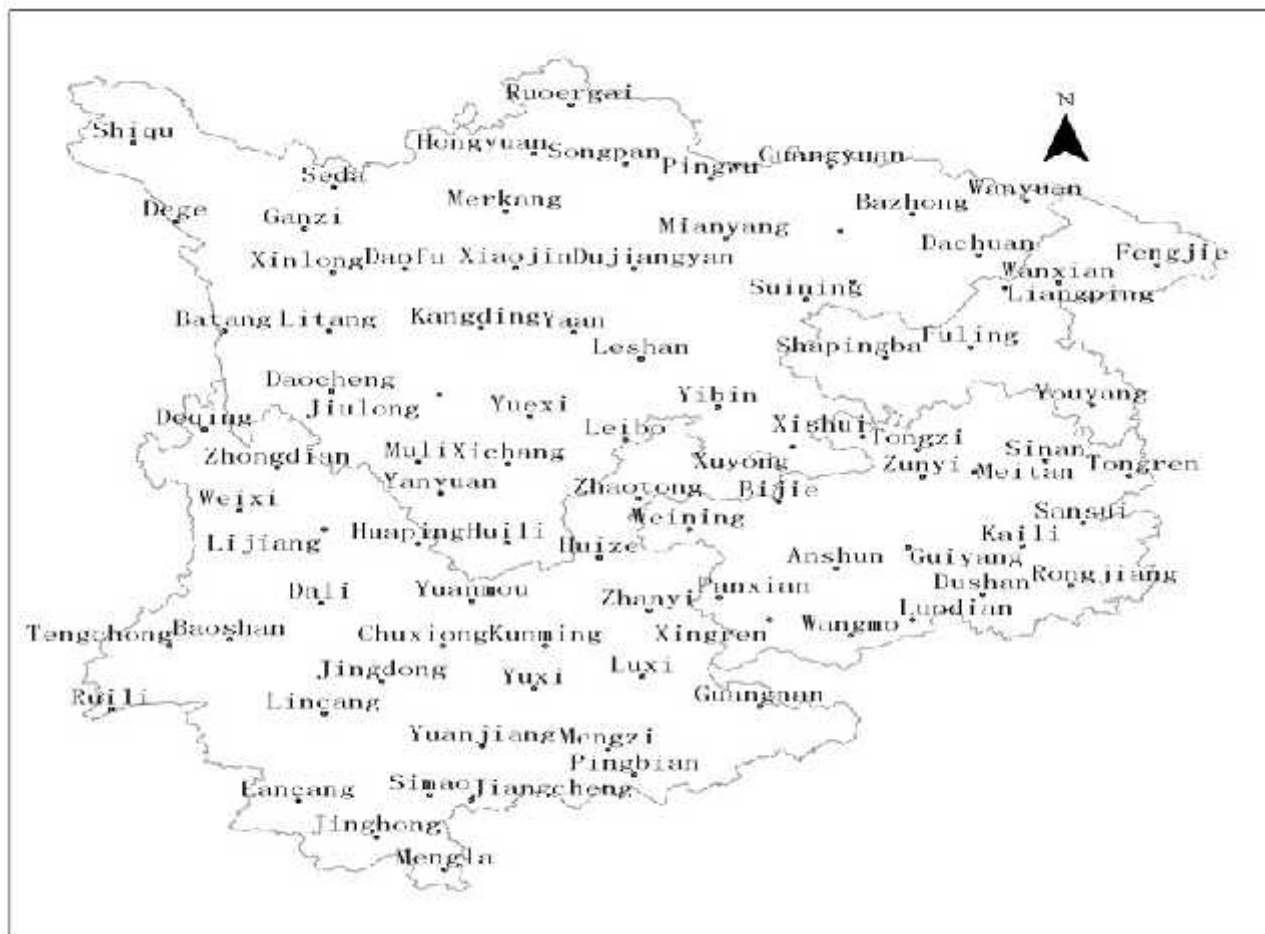 Ruoergai
N
Shiqu
Hongyuan
Songpan
Pingwu
Guangyuan
Seda
Merkang
Wanyuan
Dege
Ganzi
Bazhong
Mianyang
Dachuan
Xinlong
Daofu
Xiaojin
Dujiangyan
Fengjie
Wanxian
Suining
Liangping
Batang
Litang
Kangding
Yaan
Leshan
Shapingba
Fuling
Daocheng
Jiulong
Yuexi
Yibin
Youyang
Deqing
Leibo
Xishui
Tongzi
Zhongdian
Muli
Xichang
Xuyong
Zunyi
Sinan
Meitan
Tongren
Weixi
Yanyuan
Zhaotong
Bijie
Lijiang
Huaping
Huili
Weining
Sansui
Huize
Anshun
Kaili
Guiyang
Dali
Yuanmou
Zhanyi
Panxian
Dushan
Rongjiang
Luodian
Tengchong
Baoshan
Chuxiong
Kunming
Xingren
Wangmo
Jingdong
Yuxi
Luxi
Ruili
Lincang
Guangnan
Yuanjiang
Mengzi
Pingbian
Lancang
Simao
Jiangcheng
Jinghong
Mengla